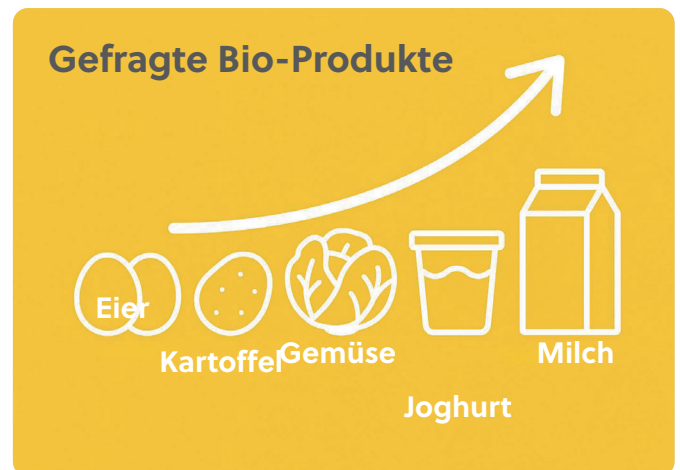 Gefragte Bio-Produkte
Eier
Kartoffel
Gemüse
Joghurt
Milch